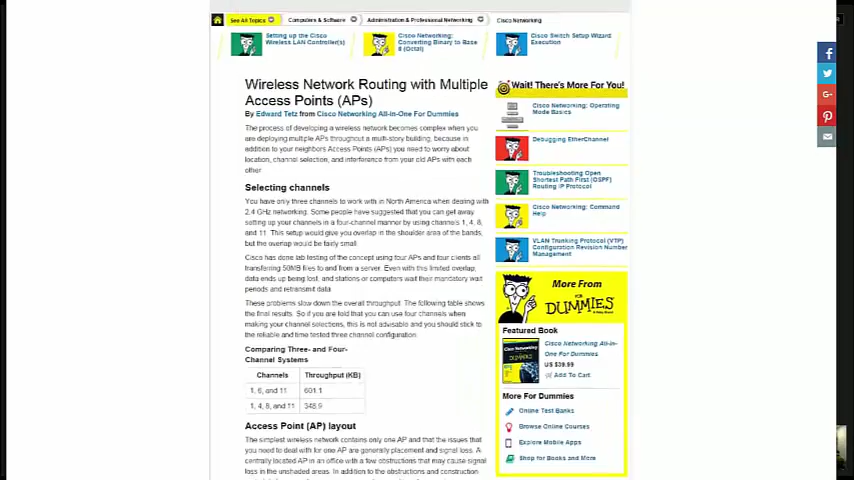 See All Topics
Computers & Software
Administration & Professional Networking
Cisco Networking
Setting up the Cisco
Wireless LAN Controller(s)
Cisco Networking:
Converting Binary to Base
8 (Octal)
Cisco Switch Setup Wizard
Execution
Wireless Network Routing with Multiple
Access Points (APs)
By Edward Tetz from Cisco Networking All-in-One For Dummies
The process of developing a wireless network becomes complex when you
are deploying multiple APs throughout a multi-story building, because in
addition to your neighbors Access Points (APs) you need to worry about
location, channel selection, and interference from your old APs with each
other.
Selecting channels
You have only three channels to work with in North America when dealing with
2.4 GHz networking. Some people have suggested that you can get away
setting up your channels in a four-channel manner by using channels 1, 4, 8,
and 11. This setup would give you overlap in the shoulder area of the bands,
but the overlap would be fairly small.
Cisco has done lab testing of the concept using four APs and four clients all
transferring 50MB files to and from a server. Even with this limited overlap,
data ends up being lost, and stations or computers wait their mandatory wait
periods and retransmit data.
These problems slow down the overall throughput. The following table shows
the final results. So if you are told that you can use four channels when
making your channel selections, this is not advisable and you should stick to
the reliable and time tested three channel configuration.
Comparing Three- and Four-
Channel Systems
Channels Throughput (KB)
1, 6, and 11 601.1
1, 4, 8, and 11 348.9
Access Point (AP) layout
The simplest wireless network contains only one AP and that the issues that
you need to deal with for one AP are generally placement and signal loss. A
centrally located AP in an office with a few obstructions that may cause signal
loss in the unshaded areas. In addition to the obstructions and construction
Wait! There's More For You!
Cisco Networking: Operating
Mode Basics
Debugging EtherChannel
Troubleshooting Open
Shortest Path First (OSPF)
Routing IP Protocol
Cisco Networking: Command
Help
VLAN Trunking Protocol (VTP)
Configuration Revision Number
Management
More From
FOR
DUMMIES
Featured Book
Cisco Networking All-in-
One For Dummies
US $39.99
Add To Cart
More For Dummies
Online Test Banks
Browse Online Courses
Explore Mobile Apps
Shop for Books and More